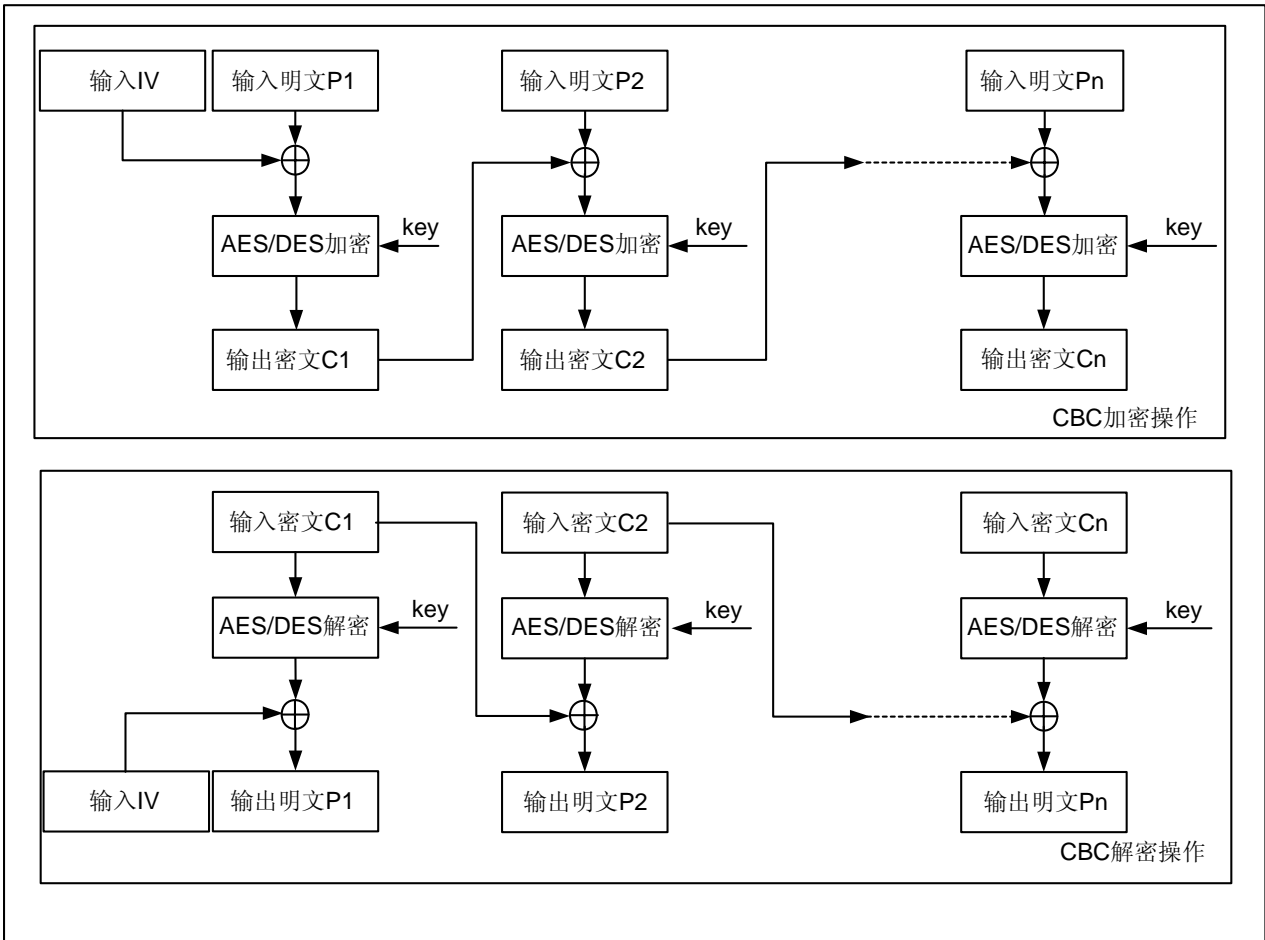 输入IV
输入明文P1
输入明文P2
输入明文Pn
AES/DES加密
key
AES/DES加密
key
AES/DES加密
key
输出密文C1
输出密文C2
输出密文Cn
CBC加密操作
输入密文C1
输入密文C2
输入密文Cn
AES/DES解密
key
AES/DES解密
key
AES/DES解密
key
输入IV
输出明文P1
输出明文P2
输出明文Pn
CBC解密操作